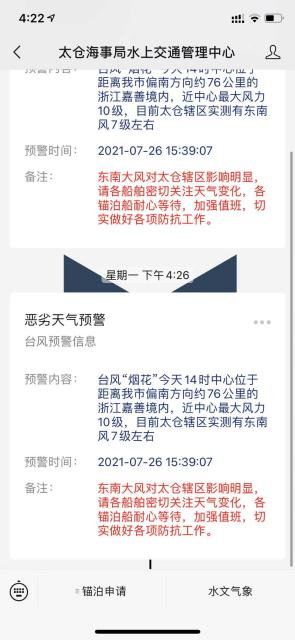 4:22
太仓海事局水上交通管理中心
预警内容：
台风“烟花”今天14时中心位于
距离我市偏南方向约76公里的
浙江嘉善境内，近中心最大风力
10级，目前太仓辖区实测有东南
风7级左右
预警时间：
2021-07-26 15:39:07
备注：
东南大风对太仓辖区影响明显，
请各船舶密切关注天气变化，各
锚泊船耐心等待，加强值班，切
实做好各项防抗工作。
星期一 下午4:26
恶劣天气预警
台风预警信息
预警内容：
台风“烟花”今天14时中心位于
距离我市偏南方向约76公里的
浙江嘉善境内，近中心最大风力
10级，目前太仓辖区实测有东南
风7级左右
预警时间：
2021-07-26 15:39:07
备注：
东南大风对太仓辖区影响明显，
请各船舶密切关注天气变化，各
锚泊船耐心等待，加强值班，切
实做好各项防抗工作。
锚泊申请
水文气象